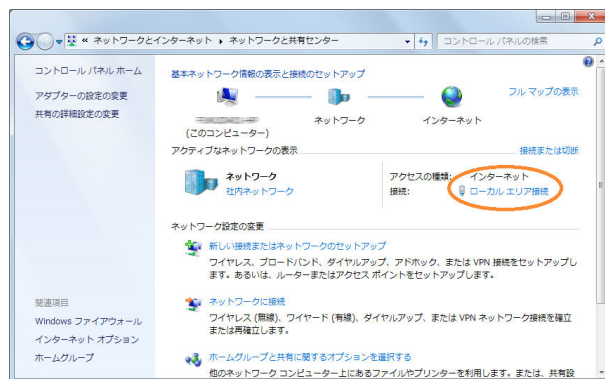 « ネットワークとインターネット ▸ ネットワークと共有センター
コントロール パネルの検索
コントロール パネル ホーム
アダプターの設定の変更
共有の詳細設定の変更
基本ネットワーク情報の表示と接続のセットアップ
フル マップの表示
(このコンピューター)
ネットワーク
インターネット
アクティブなネットワークの表示
接続または切断
ネットワーク
社内ネットワーク
アクセスの種類: インターネット
接続: ローカル エリア接続
ネットワーク設定の変更
新しい接続またはネットワークのセットアップ
ワイヤレス、ブロードバンド、ダイヤルアップ、アドホック、または VPN 接続をセットアップし
ます。あるいは、ルーターまたはアクセス ポイントをセットアップします。
ネットワークに接続
ワイヤレス (無線)、ワイヤード (有線)、ダイヤルアップ、または VPN ネットワーク接続を確立
または再確立します。
ホームグループと共有に関するオプションを選択する
他のネットワーク コンピューター上にあるファイルやプリンターを利用します。または、共有設
関連項目
Windows ファイアウォール
インターネット オプション
ホームグループ